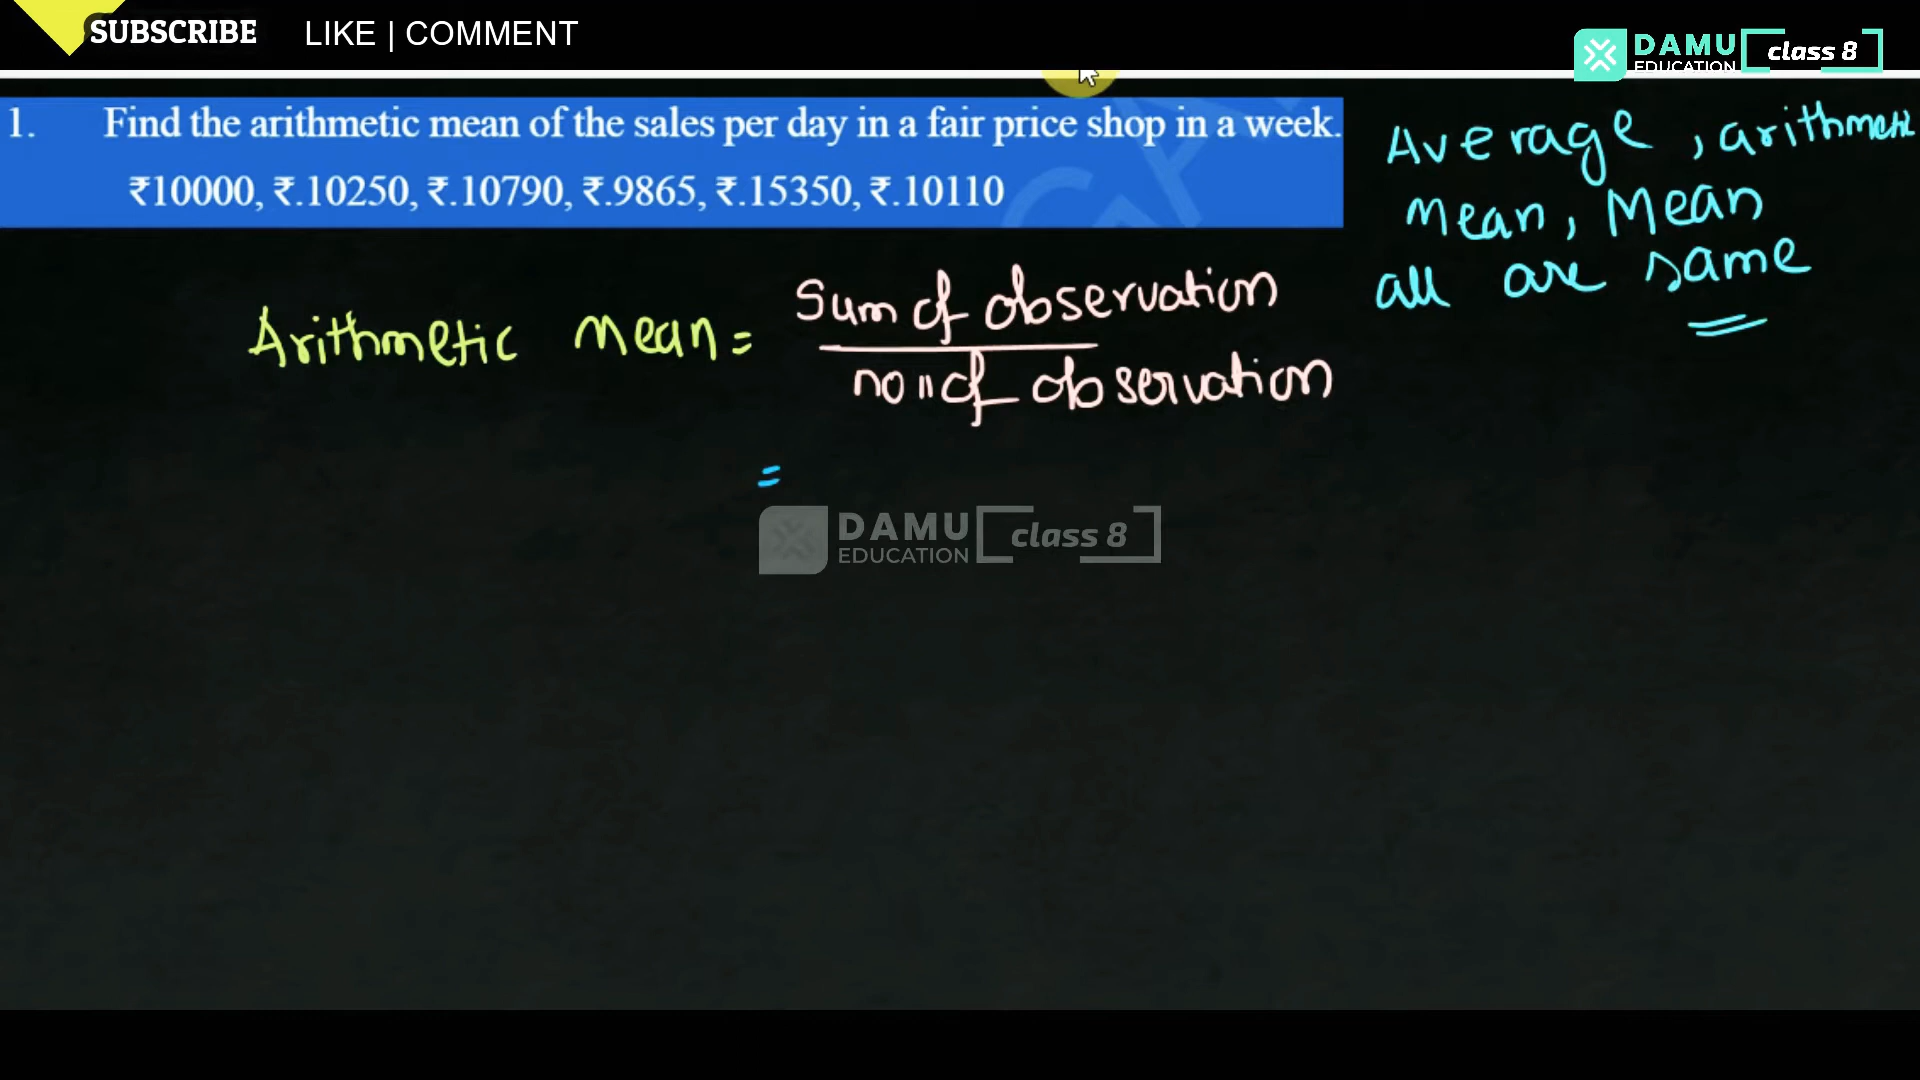 SUBSCRIBE LIKE | COMMENT
DAMU EDUCATION class 8
1. Find the arithmetic mean of the sales per day in a fair price shop in a week.
₹10000, ₹.10250, ₹.10790, ₹.9865, ₹.15350, ₹.10110
Average, arithmetic
mean, Mean
all are same
Arithmetic mean = Sum of observation
no" of observation
=
DAMU EDUCATION class 8